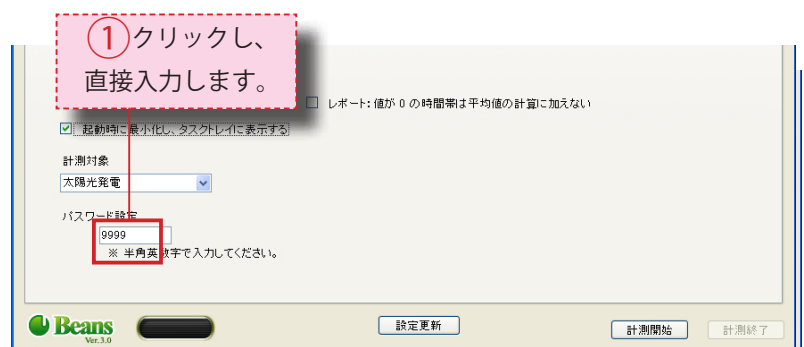 ①クリックし、
直接入力します。
レポート: 値が 0 の時間帯は平均値の計算に加えない
起動時に最小化し、タスクトレイに表示する
計測対象
太陽光発電
パスワード設定
9999
※ 半角英数字で入力してください。
Beans
Ver.3.0
設定更新
計測開始
計測終了